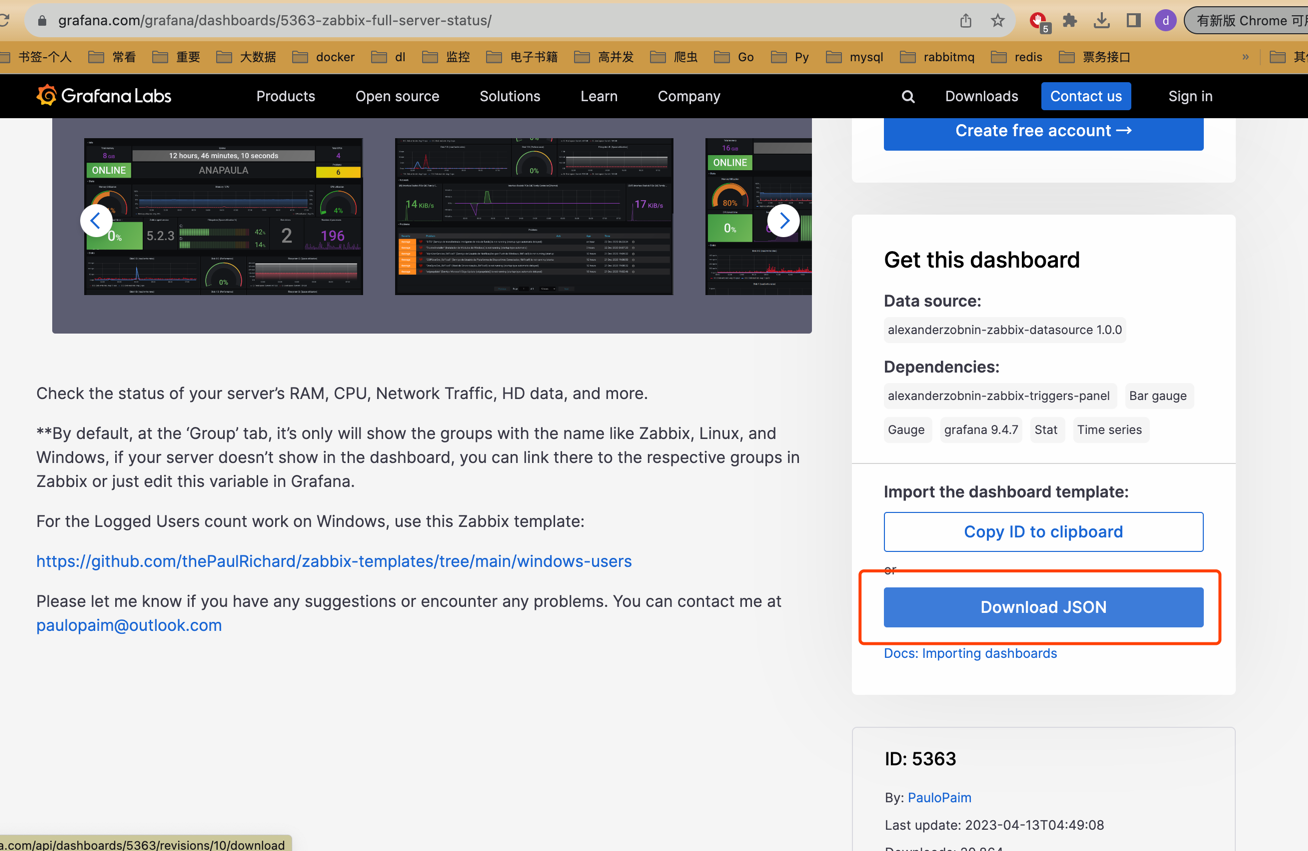 grafana.com/grafana/dashboards/5363-zabbix-full-server-status/
5
d
有新版 Chrome 可用
书签-个人
常看
重要
大数据
docker
dl
监控
电子书籍
高并发
爬虫
Go
Py
mysql
rabbitmq
redis
票务接口
»
Grafana Labs
Products
Open source
Solutions
Learn
Company
Downloads
Contact us
Sign in
12 hours, 46 minutes, 10 seconds
4
ONLINE
ANAPAULA
6
4%
0%
5.2.3
42%
14%
2
196
0%
0%
14 KiB/s
17 KiB/s
ONLINE
80%
0%
Create free account →
Get this dashboard
Data source:
alexanderzobnin-zabbix-datasource 1.0.0
Dependencies:
alexanderzobnin-zabbix-triggers-panel
Bar gauge
Gauge
grafana 9.4.7
Stat
Time series
Check the status of your server’s RAM, CPU, Network Traffic, HD data, and more.
**By default, at the ‘Group’ tab, it’s only will show the groups with the name like Zabbix, Linux, and
Windows, if your server doesn’t show in the dashboard, you can link there to the respective groups in
Zabbix or just edit this variable in Grafana.
For the Logged Users count work on Windows, use this Zabbix template:
https://github.com/thePaulRichard/zabbix-templates/tree/main/windows-users
Please let me know if you have any suggestions or encounter any problems. You can contact me at
paulopaim@outlook.com
Import the dashboard template:
Copy ID to clipboard
or
Download JSON
Docs: Importing dashboards
ID: 5363
By: PauloPaim
Last update: 2023-04-13T04:49:08
a.com/api/dashboards/5363/revisions/10/download